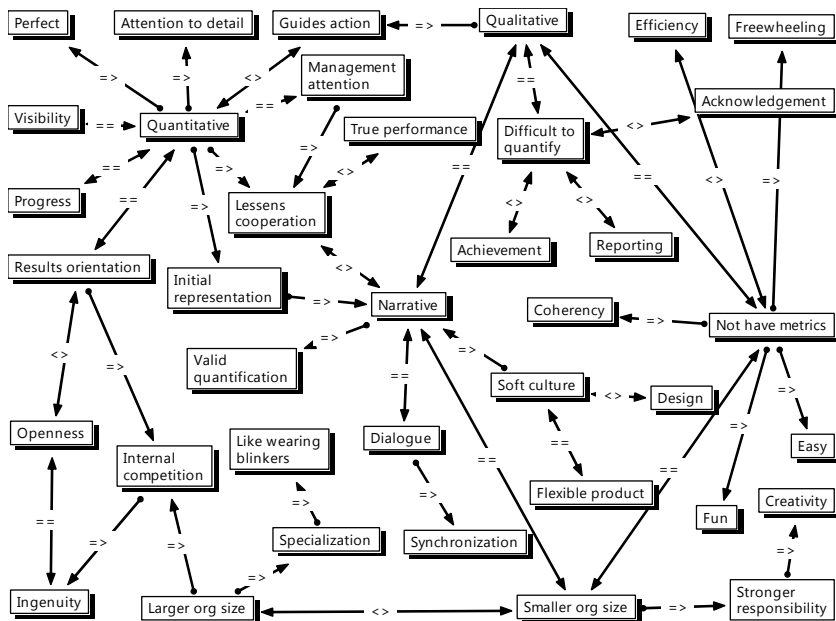 Perfect
Attention to detail
Guides action
=>
Qualitative
Efficiency
Freewheeling
=>
=>
<>
Management
attention
==
==
Acknowledgement
Visibility
==
Quantitative
True performance
Difficult to
quantify
<>
=>
==
==
<>
=>
==
=>
<>
Progress
==
=>
Lessens
cooperation
<>
<>
Achievement
Reporting
Results orientation
Initial
representation
=>
<>
Narrative
Coherency
=>
Not have metrics
<>
=>
Valid
quantification
=>
=>
==
Soft culture
<>
Design
=>
Openness
Internal
competition
Like wearing
blinkers
Dialogue
==
=>
Easy
==
==
=>
=>
Flexible product
Fun
Creativity
==
=>
=>
Specialization
Synchronization
=>
=>
Ingenuity
Larger org size
<>
Smaller org size
=>
Stronger
responsibility